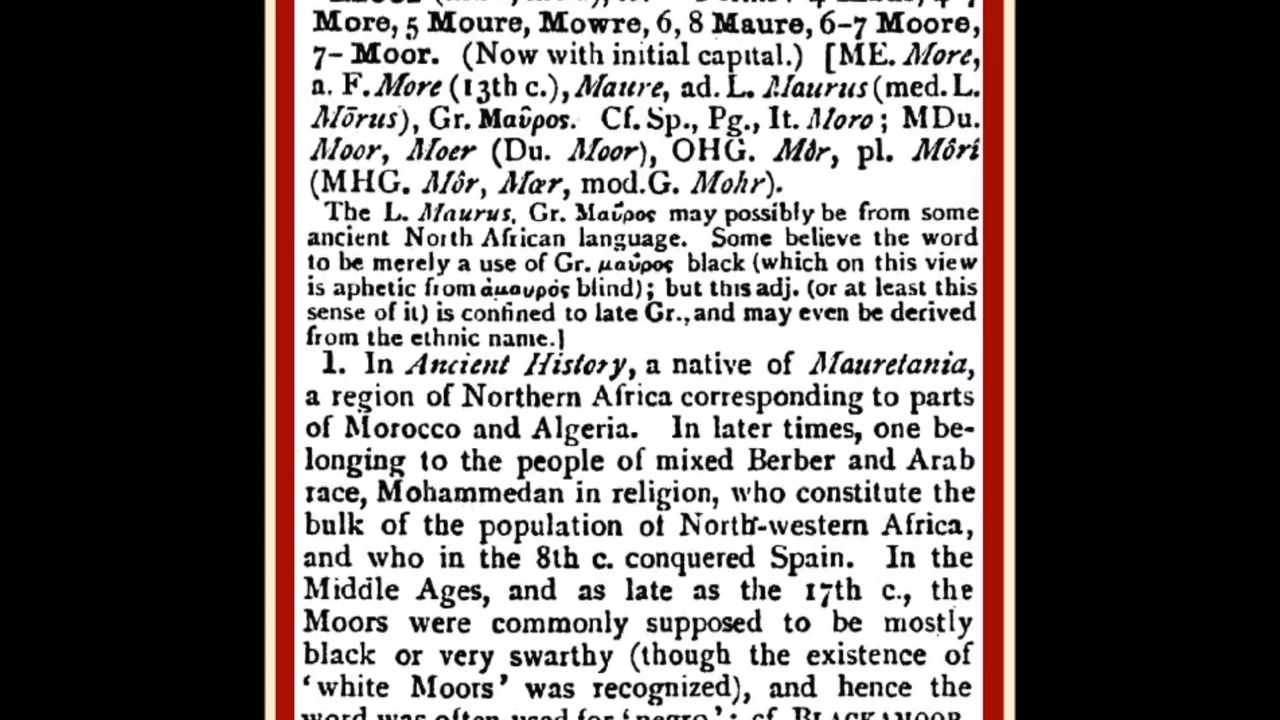 More, 5 Moure, Mowre, 6, 8 Maure, 6-7 Moore,
7- Moor. (Now with initial capital.) [ME. More,
a. F. More (13th c.), Maure, ad. L. Maurus (med. L.
Mōrus), Gr. Μαῦρος. Cf. Sp., Pg., It. Moro; MDu.
Moor, Moer (Du. Moor), OHG. Môr, pl. Môri
(MHG. Môr, Mær, mod.G. Mohr).
The L. Maurus, Gr. Μαῦρος may possibly be from some
ancient North African language. Some believe the word
to be merely a use of Gr. μαῦρος black (which on this view
is aphetic from ἀμαυρός blind); but this adj. (or at least this
sense of it) is confined to late Gr., and may even be derived
from the ethnic name.]
1. In Ancient History, a native of Mauretania,
a region of Northern Africa corresponding to parts
of Morocco and Algeria. In later times, one be-
longing to the people of mixed Berber and Arab
race, Mohammedan in religion, who constitute the
bulk of the population of North-western Africa,
and who in the 8th c. conquered Spain. In the
Middle Ages, and as late as the 17th c., the
Moors were commonly supposed to be mostly
black or very swarthy (though the existence of
'white Moors' was recognized), and hence the
word was often used for 'negro'; cf. BLACKAMOOR.